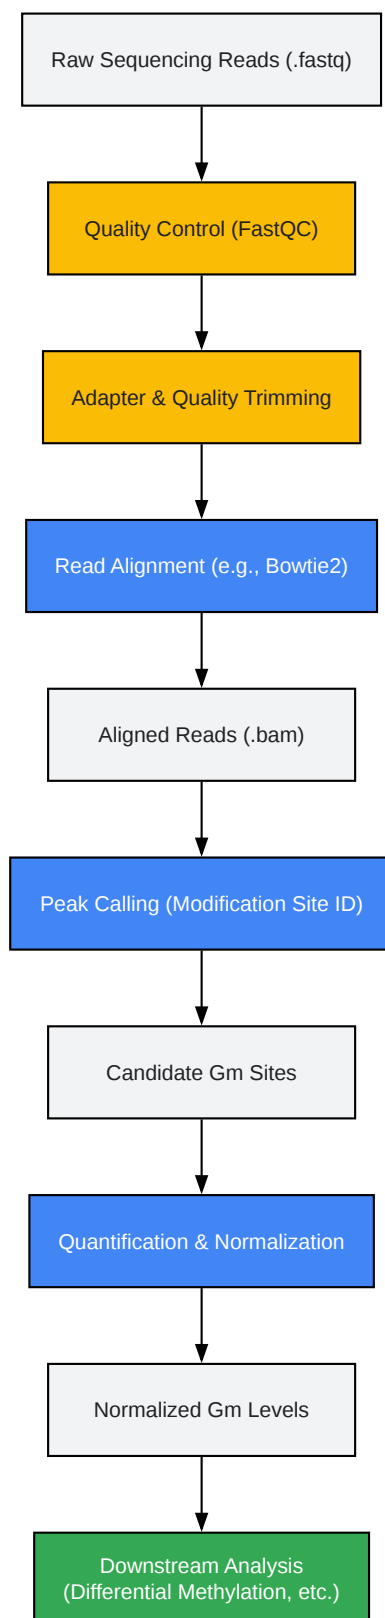 Raw Sequencing Reads (.fastq)
Quality Control (FastQC)
Adapter & Quality Trimming
Read Alignment (e.g., Bowtie2)
Aligned Reads (.bam)
Peak Calling (Modification Site ID)
Candidate Gm Sites
Quantification & Normalization
Normalized Gm Levels
Downstream Analysis
(Differential Methylation, etc.)